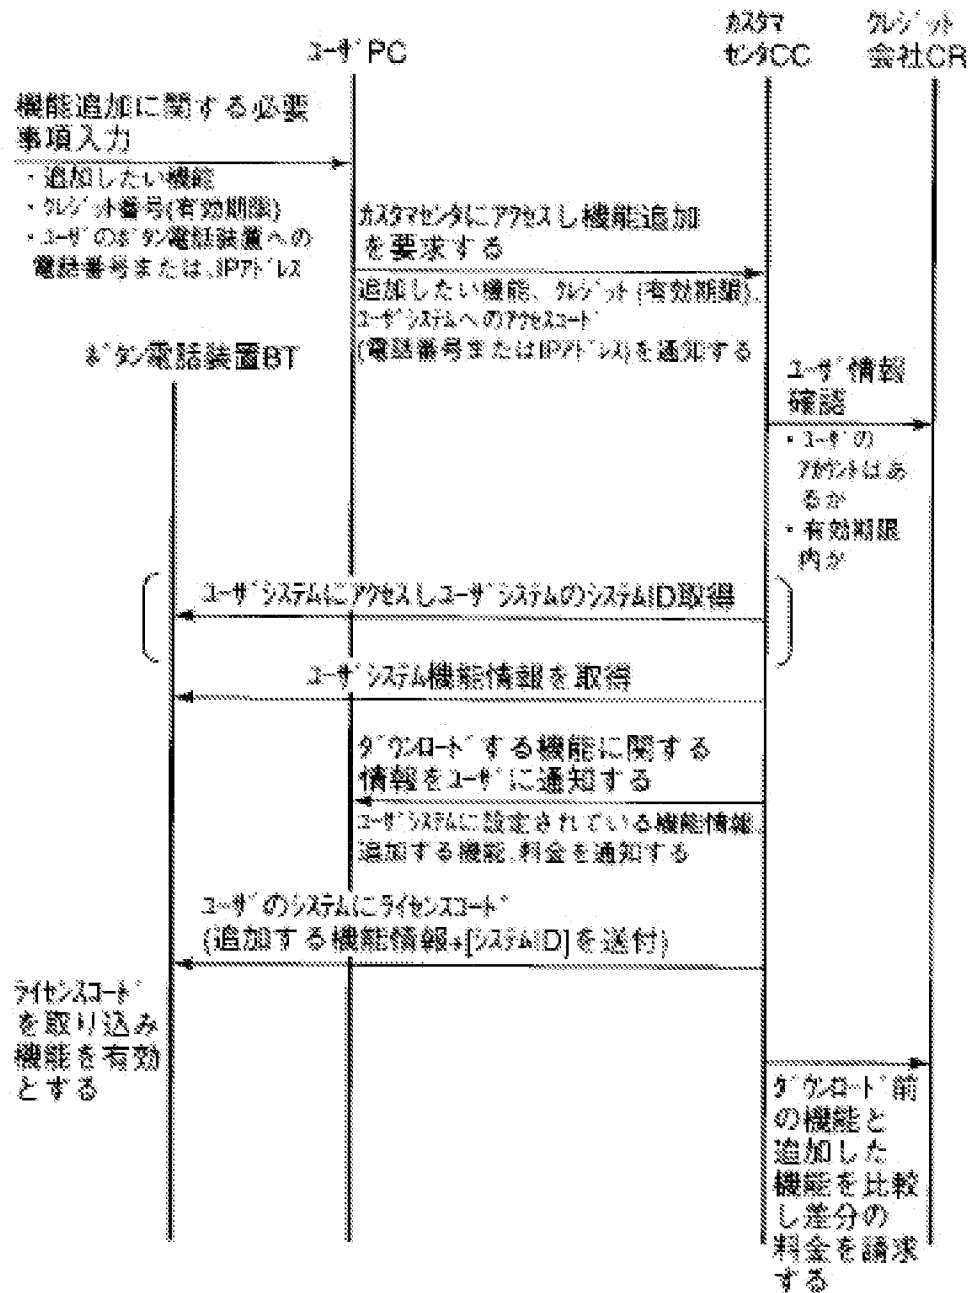 ユーザPC
カスタマ
センタCC
クレジット
会社CR
機能追加に関する必要
事項入力
・追加したい機能
・クレジット番号(有効期限)
・ユーザのボタン電話装置への
電話番号または、IPアドレス
カスタマセンタにアクセスし機能追加
を要求する
追加したい機能、クレジット(有効期限)、
ユーザシステムへのアクセスコード
(電話番号またはIPアドレス)を通知する
ボタン電話装置BT
ユーザ情報
確認
・ユーザの
アカウントはあ
るか
・有効期限
内か
ユーザシステムにアクセスしユーザシステムのシステムID取得
ユーザシステム機能情報を取得
ダウンロードする機能に関する
情報をユーザに通知する
ユーザシステムに設定されている機能情報、
追加する機能、料金を通知する
ユーザのシステムにライセンスコード
(追加する機能情報+[システムID]を送付)
ライセンスコード
を取り込み
機能を有効
とする
ダウンロード前
の機能と
追加した
機能を比較
し差分の
料金を請求
する